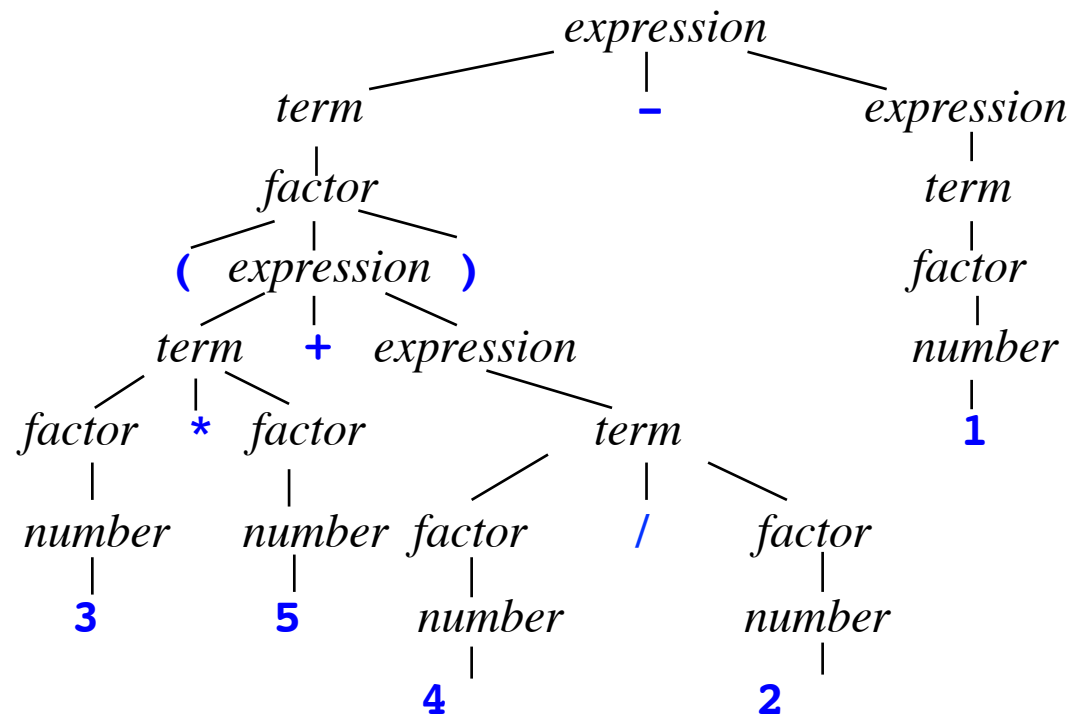 expression
term - expression
factor term
( expression ) factor
term + expression number
factor * factor term 1
number number factor / factor
3 5 number number
4 2